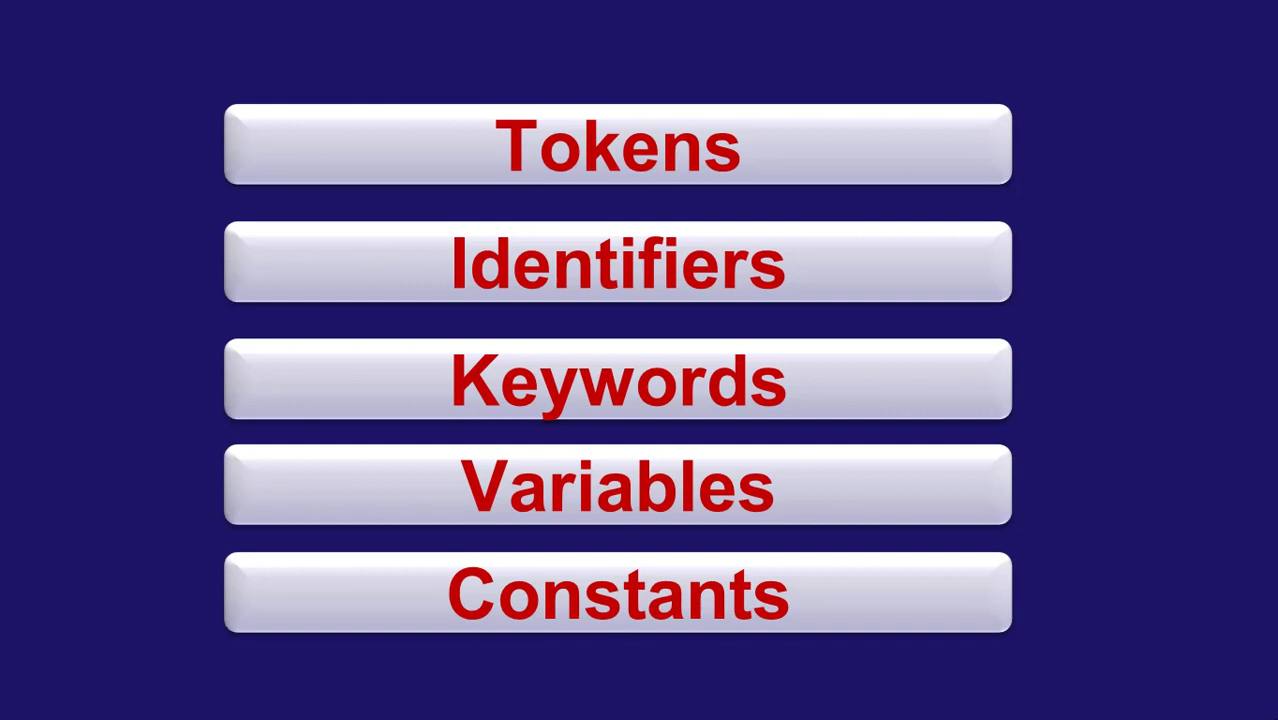 Tokens
Identifiers
Keywords
Variables
Constants